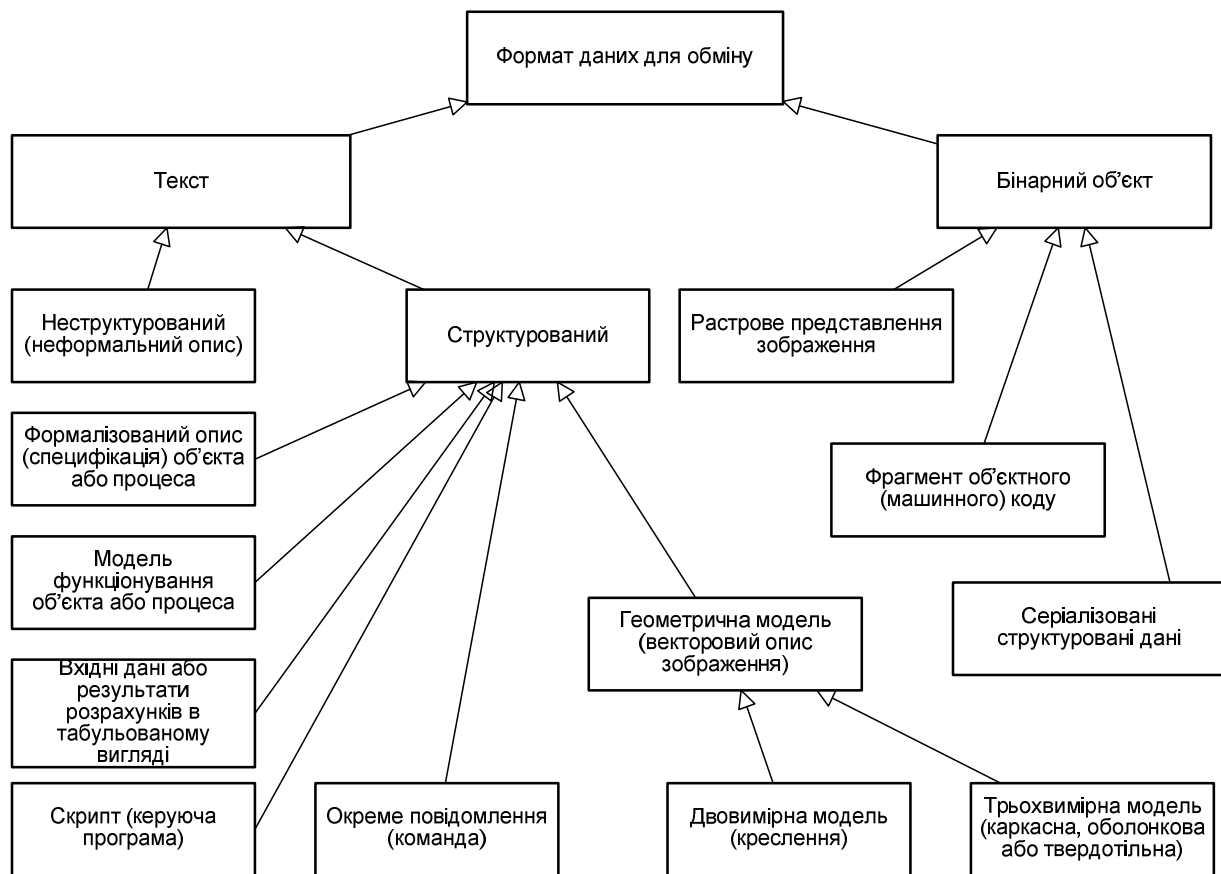 Формат даних для обміну
Текст
Бінарний об’єкт
Неструктурований
(неформальний опис)
Структурований
Растрове представлення
зображення
Формалізований опис
(специфікація) об’єкта
або процеса
Фрагмент об’єктного
(машинного) коду
Модель
функціонування
об’єкта або процеса
Геометрична модель
(векторовий опис
зображення)
Серіалізовані
структуровані дані
Вхідні дані або
результати
розрахунків в
табульованому
вигляді
Скрипт (керуюча
програма)
Окреме повідомлення
(команда)
Двовимірна модель
(креслення)
Трьохвимірна модель
(каркасна, оболонкова
або твердотільна)